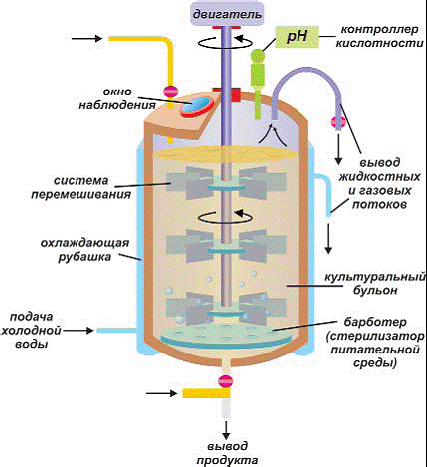 двигатель
pH
контроллер
кислотности
окно
наблюдения
вывод
жидкостных
и газовых
потоков
система
перемешивания
охлаждающая
рубашка
культуральный
бульон
подача
холодной
воды
барботер
(стерилизатор
питательной
среды)
вывод
продукта